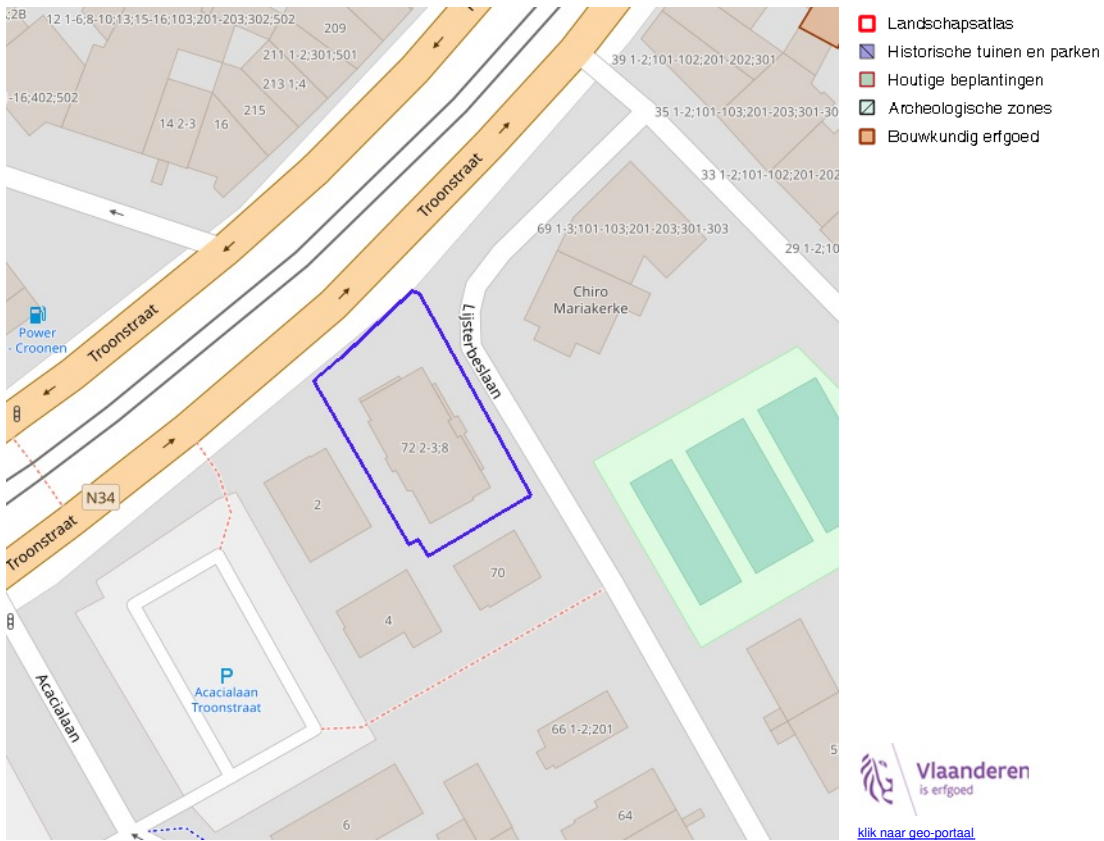 ;2B
12 1-6;8-10;13;15-16;103;201-203;302;502
209
211 1-2;301;501
213 1;4
215
-16;402;502
14 2-3
16
39 1-2;101-102;201-202;301
35 1-2;101-103;201-203;301-30
33 1-2;101-102;201-202
29 1-2;10
69 1-3;101-103;201-203;301-303
Troonstraat
Troonstraat
Troonstraat
Chiro
Mariakerke
Lijsterbeslaan
Power
- Croonen
72 2-3;8
N34
2
70
4
P
Acacialaan
Troonstraat
Acacialaan
66 1-2;201
64
6
5
Landschapsatlas
Historische tuinen en parken
Houtige beplantingen
Archeologische zones
Bouwkundig erfgoed
Vlaanderen
is erfgoed
klik naar geo-portaal